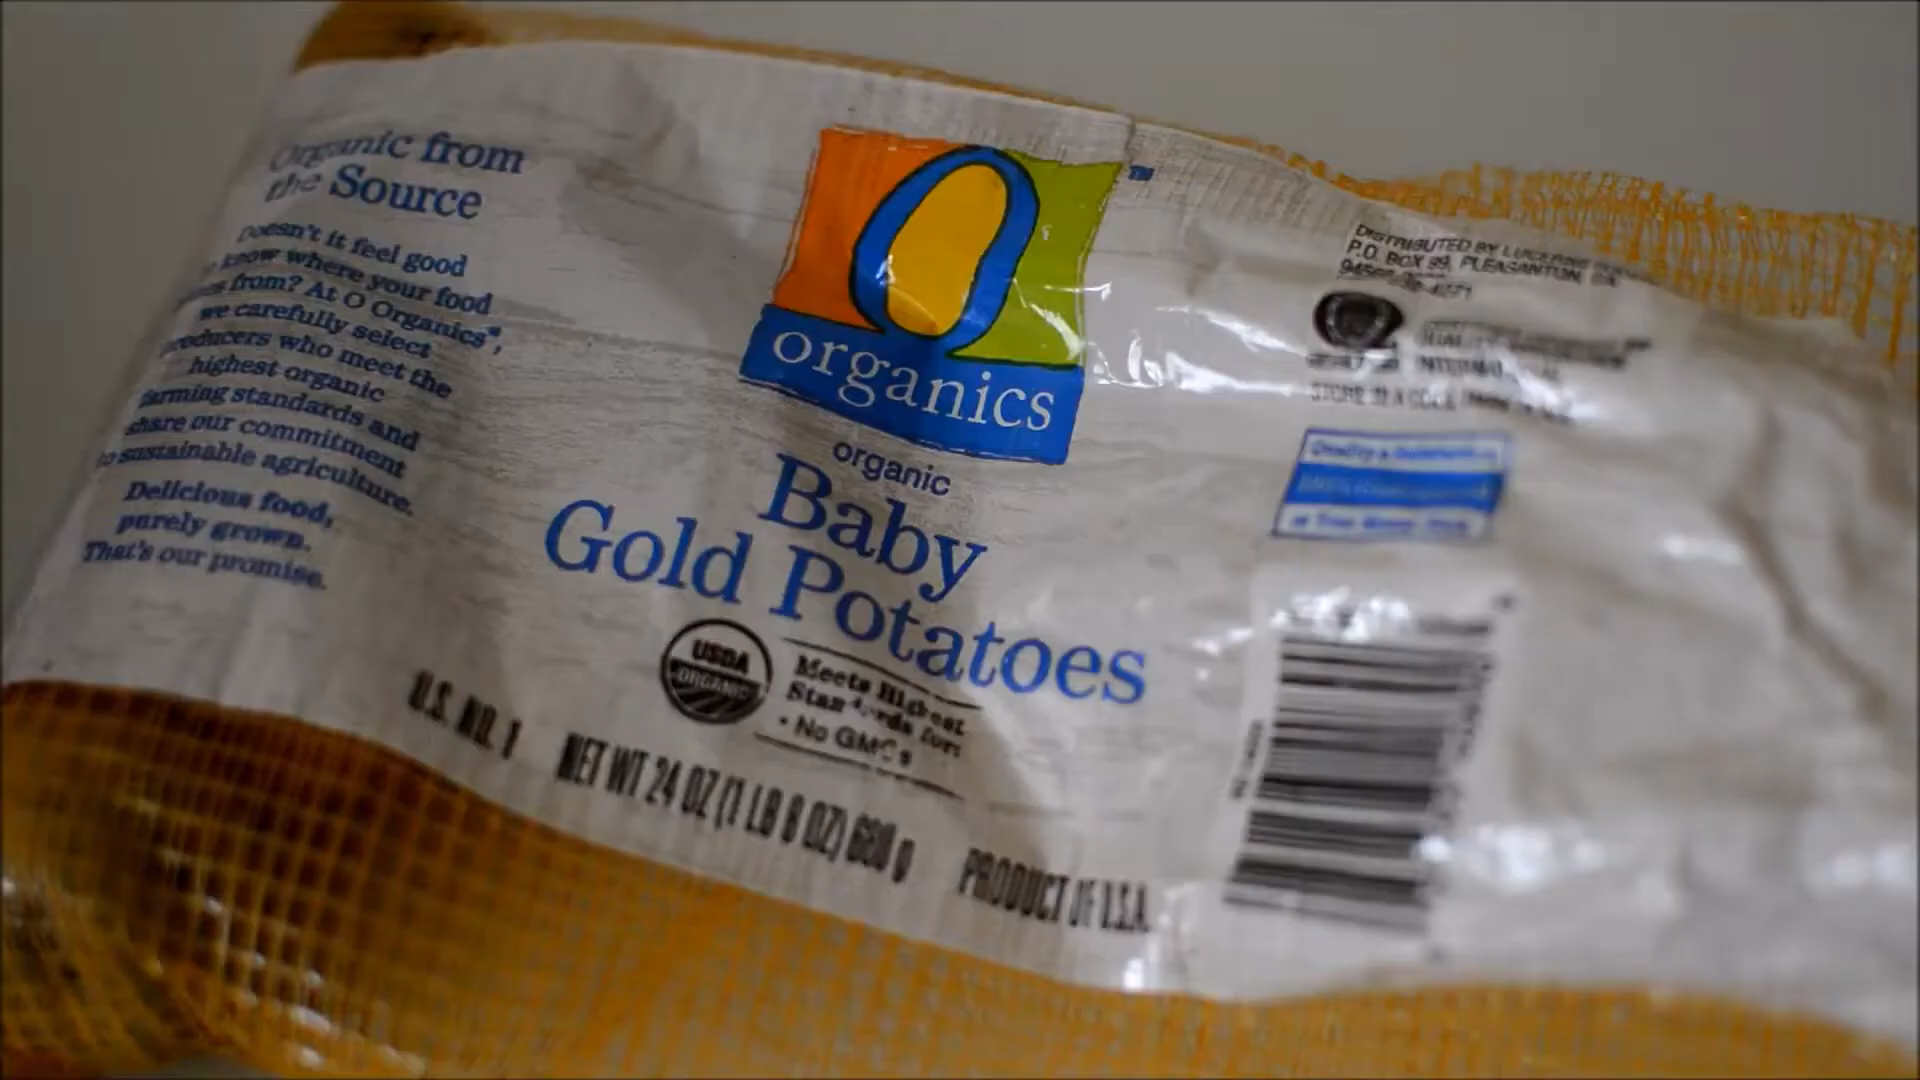 Organic from
the Source
Doesn't it feel good
know where your food
from? At O Organics®,
we carefully select
producers who meet the
highest organic
farming standards and
share our commitment
to sustainable agriculture.
Delicious food,
purely grown.
That's our promise.
O
organics
TM
organic
Baby
Gold Potatoes
USDA
ORGANIC
Meets Highest
Standards for:
• No GMOs
U.S. NO. 1
NET WT 24 OZ (1 LB 8 OZ) 680 g
PRODUCT OF U.S.A.
DISTRIBUTED BY LUCERNE
P.O. BOX 99, PLEASANTON, CA